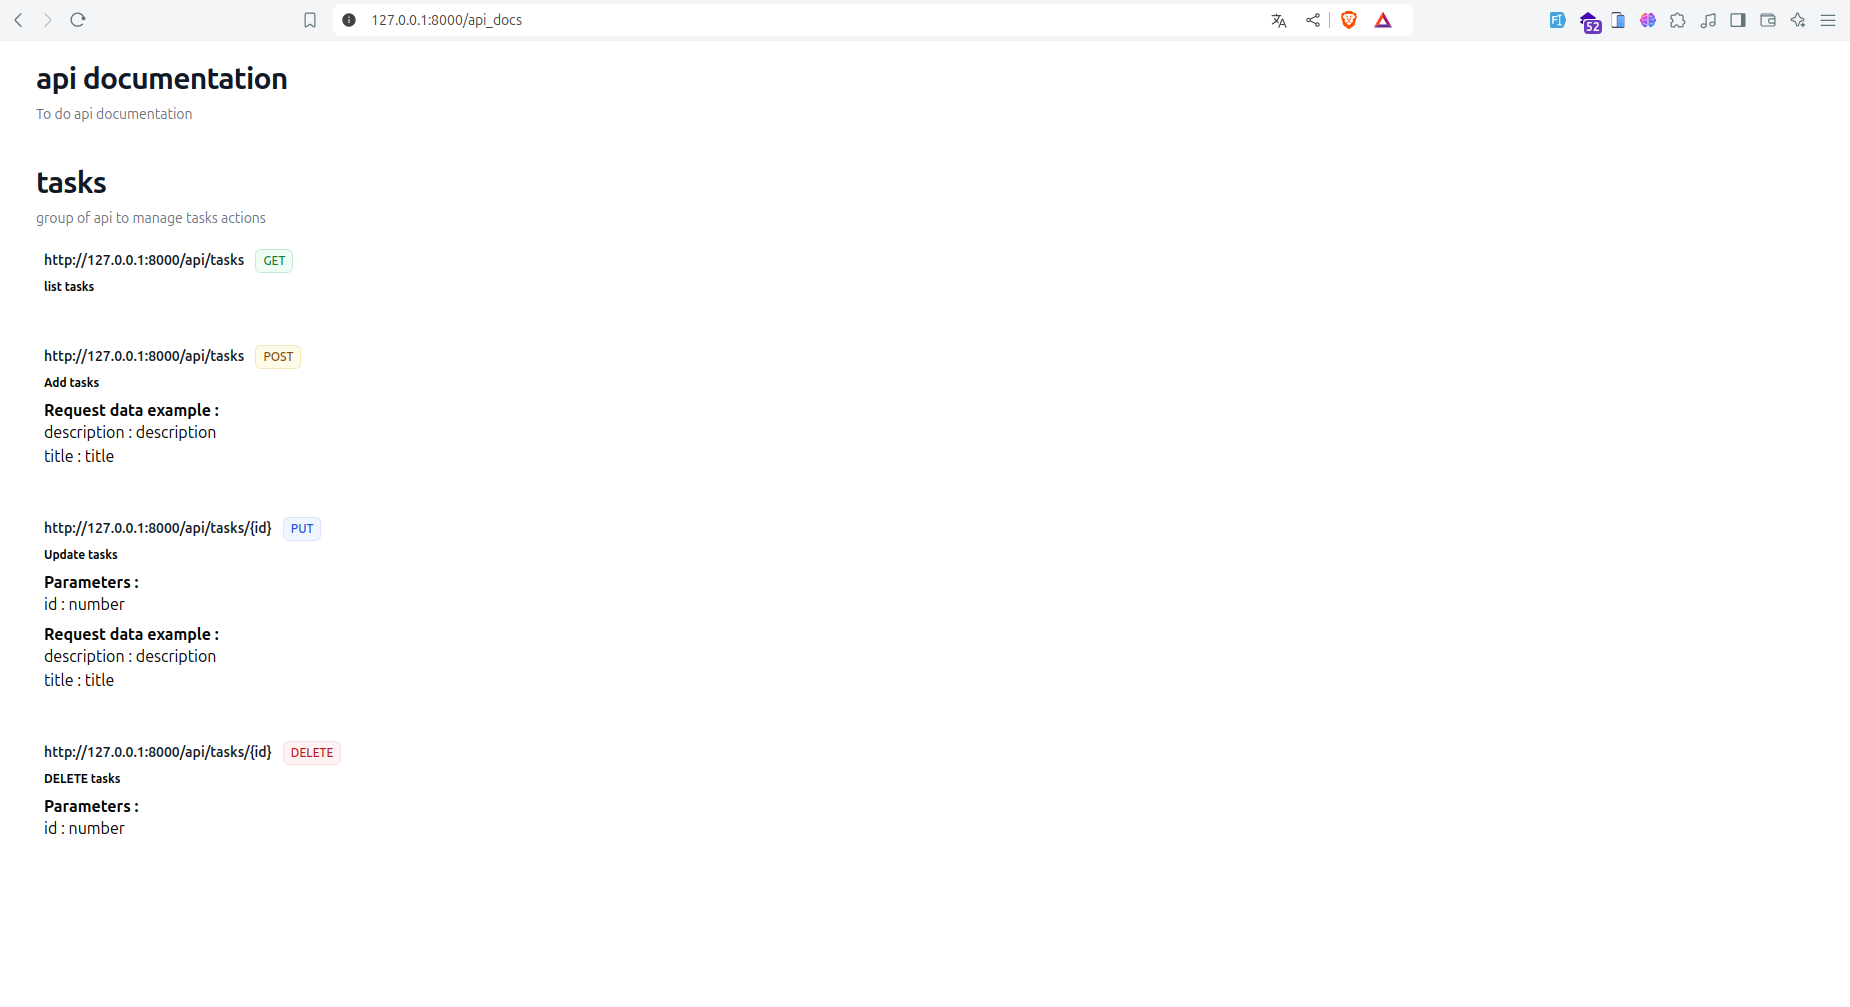 127.0.0.1:8000/api_docs
52
api documentation
To do api documentation
tasks
group of api to manage tasks actions
http://127.0.0.1:8000/api/tasks GET
list tasks
http://127.0.0.1:8000/api/tasks POST
Add tasks
Request data example :
description : description
title : title
http://127.0.0.1:8000/api/tasks/{id} PUT
Update tasks
Parameters :
id : number
Request data example :
description : description
title : title
http://127.0.0.1:8000/api/tasks/{id} DELETE
DELETE tasks
Parameters :
id : number